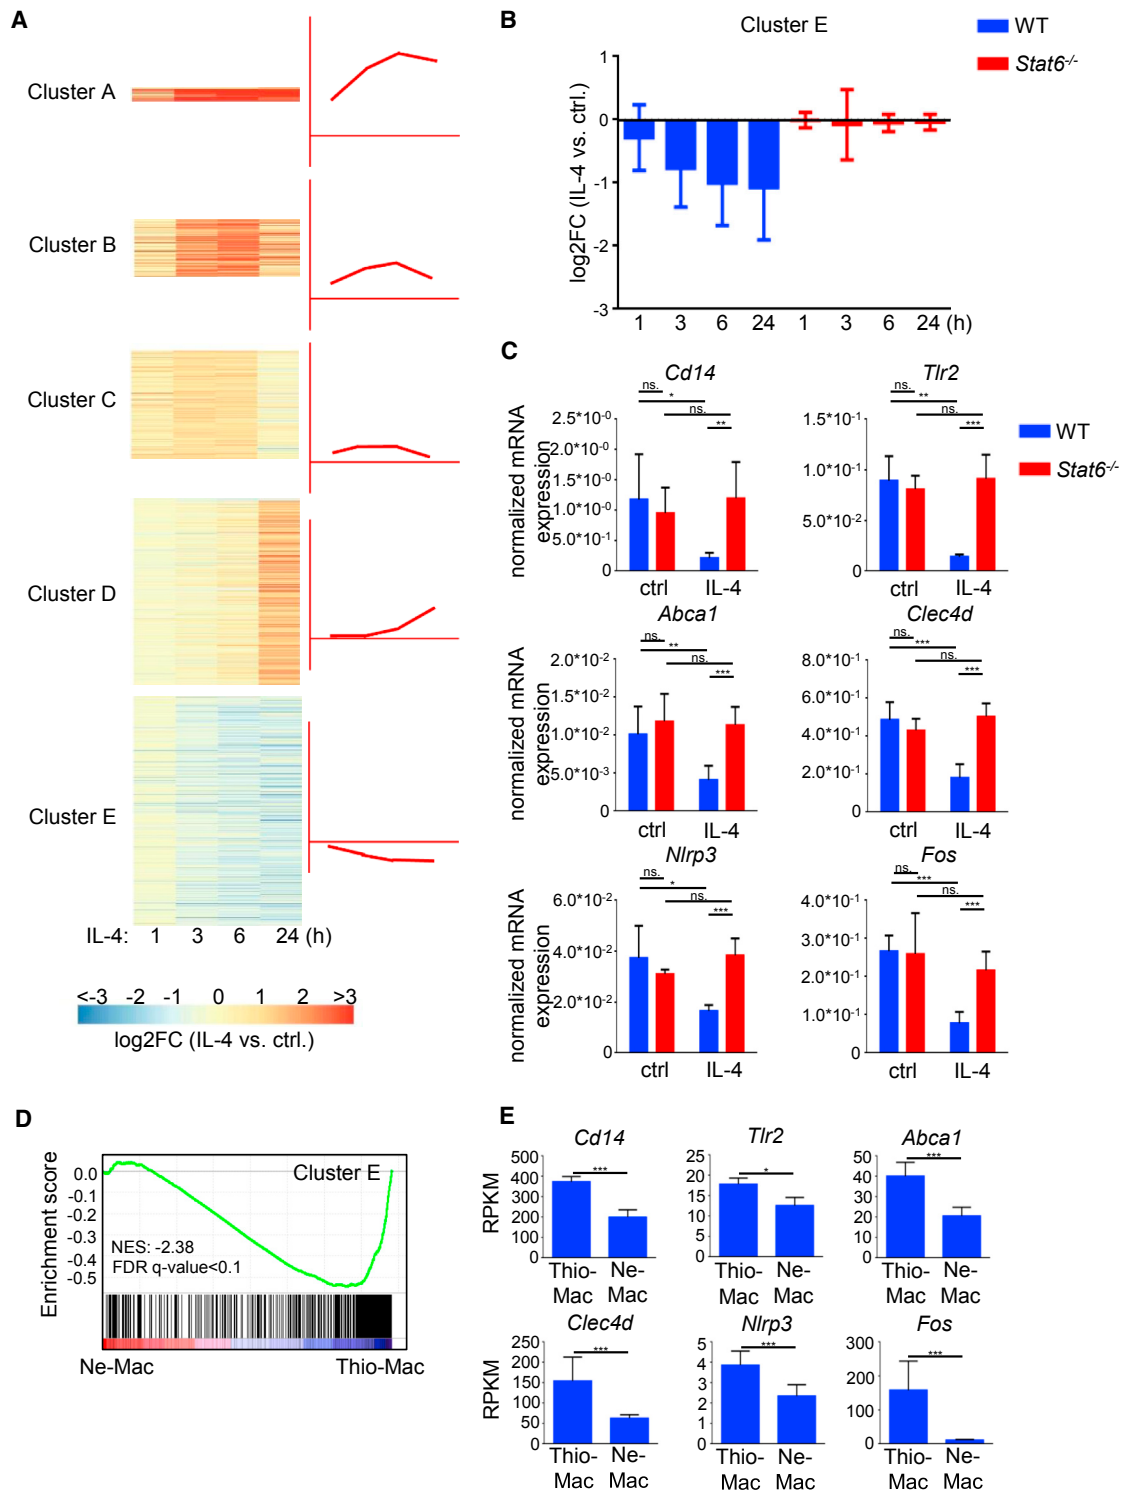 A
Cluster A
Cluster B
Cluster C
Cluster D
Cluster E
IL-4: 1 3 6 24 (h)
<-3 -2 -1 0 1 2 >3
log2FC (IL-4 vs. ctrl.)
B
Cluster E
WT
Stat6-/-
log2FC (IL-4 vs. ctrl.)
1
0
-1
-2
-3
1 3 6 24 1 3 6 24 (h)
C
WT
Stat6-/-
Cd14
normalized mRNA
expression
2.5*10-0
2.0*10-0
1.5*10-0
1.0*10-0
5.0*10-1
0
ns.
*
ns.
**
ctrl IL-4
Tlr2
1.5*10-1
1.0*10-1
5.0*10-2
0
ns.
**
ns.
***
ctrl IL-4
Abca1
normalized mRNA
expression
2.0*10-2
1.5*10-2
1.0*10-2
5.0*10-3
0
ns.
**
ns.
***
ctrl IL-4
Clec4d
8.0*10-1
6.0*10-1
4.0*10-1
2.0*10-1
0
ns.
***
ns.
***
ctrl IL-4
Nlrp3
normalized mRNA
expression
6.0*10-2
4.0*10-2
2.0*10-2
0
ns.
*
ns.
***
ctrl IL-4
Fos
4.0*10-1
3.0*10-1
2.0*10-1
1.0*10-1
0
ns.
***
ns.
***
ctrl IL-4
D
Enrichment score
0.0
-0.1
-0.2
-0.3
-0.4
-0.5
Cluster E
NES: -2.38
FDR q-value<0.1
Ne-Mac Thio-Mac
E
Cd14
RPKM
500
400
300
200
100
0
***
Thio- Ne-
Mac Mac
Tlr2
25
20
15
10
5
0
*
Thio- Ne-
Mac Mac
Abca1
50
40
30
20
10
0
***
Thio- Ne-
Mac Mac
Clec4d
RPKM
250
200
150
100
50
0
***
Thio- Ne-
Mac Mac
Nlrp3
5
4
3
2
1
0
***
Thio- Ne-
Mac Mac
Fos
300
200
100
0
***
Thio- Ne-
Mac Mac